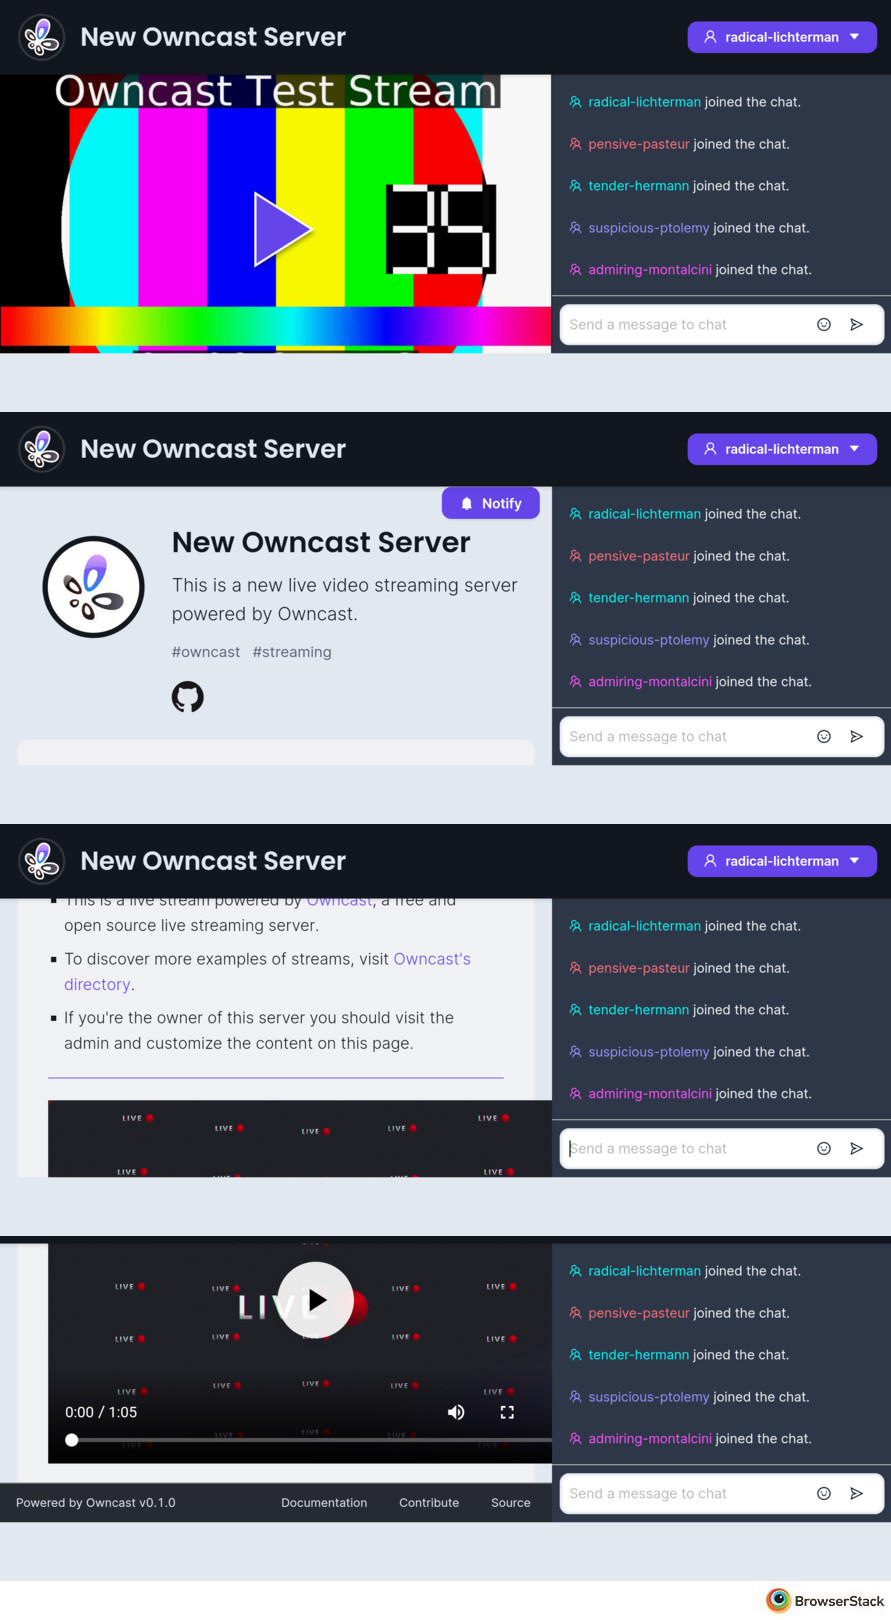 New Owncast Server
radical-lichterman
Owncast Test Stream
35
radical-lichterman joined the chat.
pensive-pasteur joined the chat.
tender-hermann joined the chat.
suspicious-ptolemy joined the chat.
admiring-montalcini joined the chat.
Send a message to chat
New Owncast Server
radical-lichterman
Notify
New Owncast Server
This is a new live video streaming server
powered by Owncast.
#owncast #streaming
radical-lichterman joined the chat.
pensive-pasteur joined the chat.
tender-hermann joined the chat.
suspicious-ptolemy joined the chat.
admiring-montalcini joined the chat.
Send a message to chat
New Owncast Server
radical-lichterman
This is a live stream powered by Owncast, a free and
open source live streaming server.
To discover more examples of streams, visit Owncast's
directory.
If you're the owner of this server you should visit the
admin and customize the content on this page.
LIVE LIVE LIVE LIVE LIVE
LIVE LIVE
radical-lichterman joined the chat.
pensive-pasteur joined the chat.
tender-hermann joined the chat.
suspicious-ptolemy joined the chat.
admiring-montalcini joined the chat.
Send a message to chat
LIVE LIVE LIVE LIVE
LIVE
LIVE LIVE LIVE LIVE
LIVE LIVE LIVE LIVE LIVE
0:00 / 1:05
radical-lichterman joined the chat.
pensive-pasteur joined the chat.
tender-hermann joined the chat.
suspicious-ptolemy joined the chat.
admiring-montalcini joined the chat.
Send a message to chat
Powered by Owncast v0.1.0
Documentation Contribute Source
BrowserStack